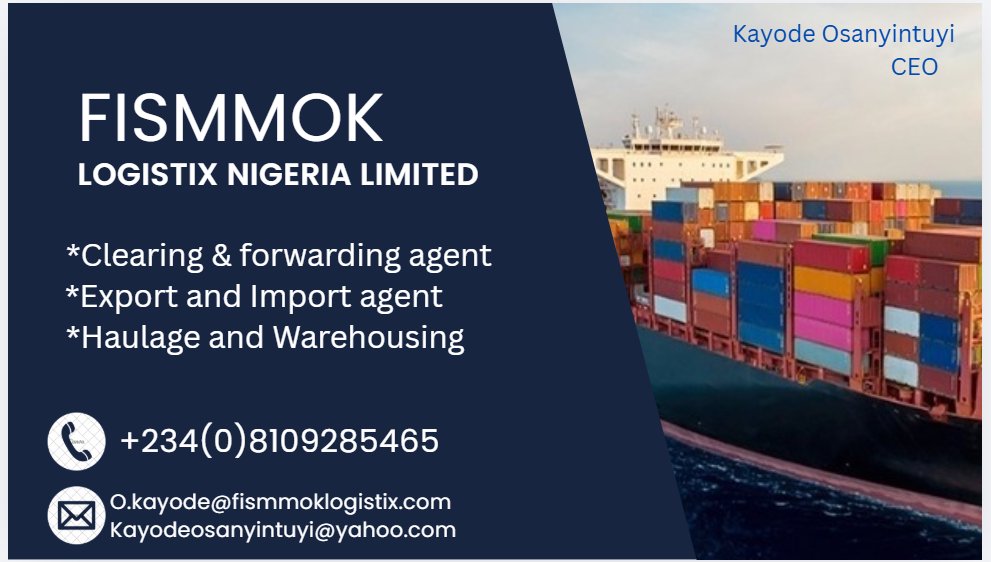 Kayode Osanyintuyi
CEO
FISMMOK
LOGISTIX NIGERIA LIMITED
*Clearing & forwarding agent
*Export and Import agent
*Haulage and Warehousing
+234(0)8109285465
O.kayode@fismmoklogistix.com
Kayodeosanyintuyi@yahoo.com